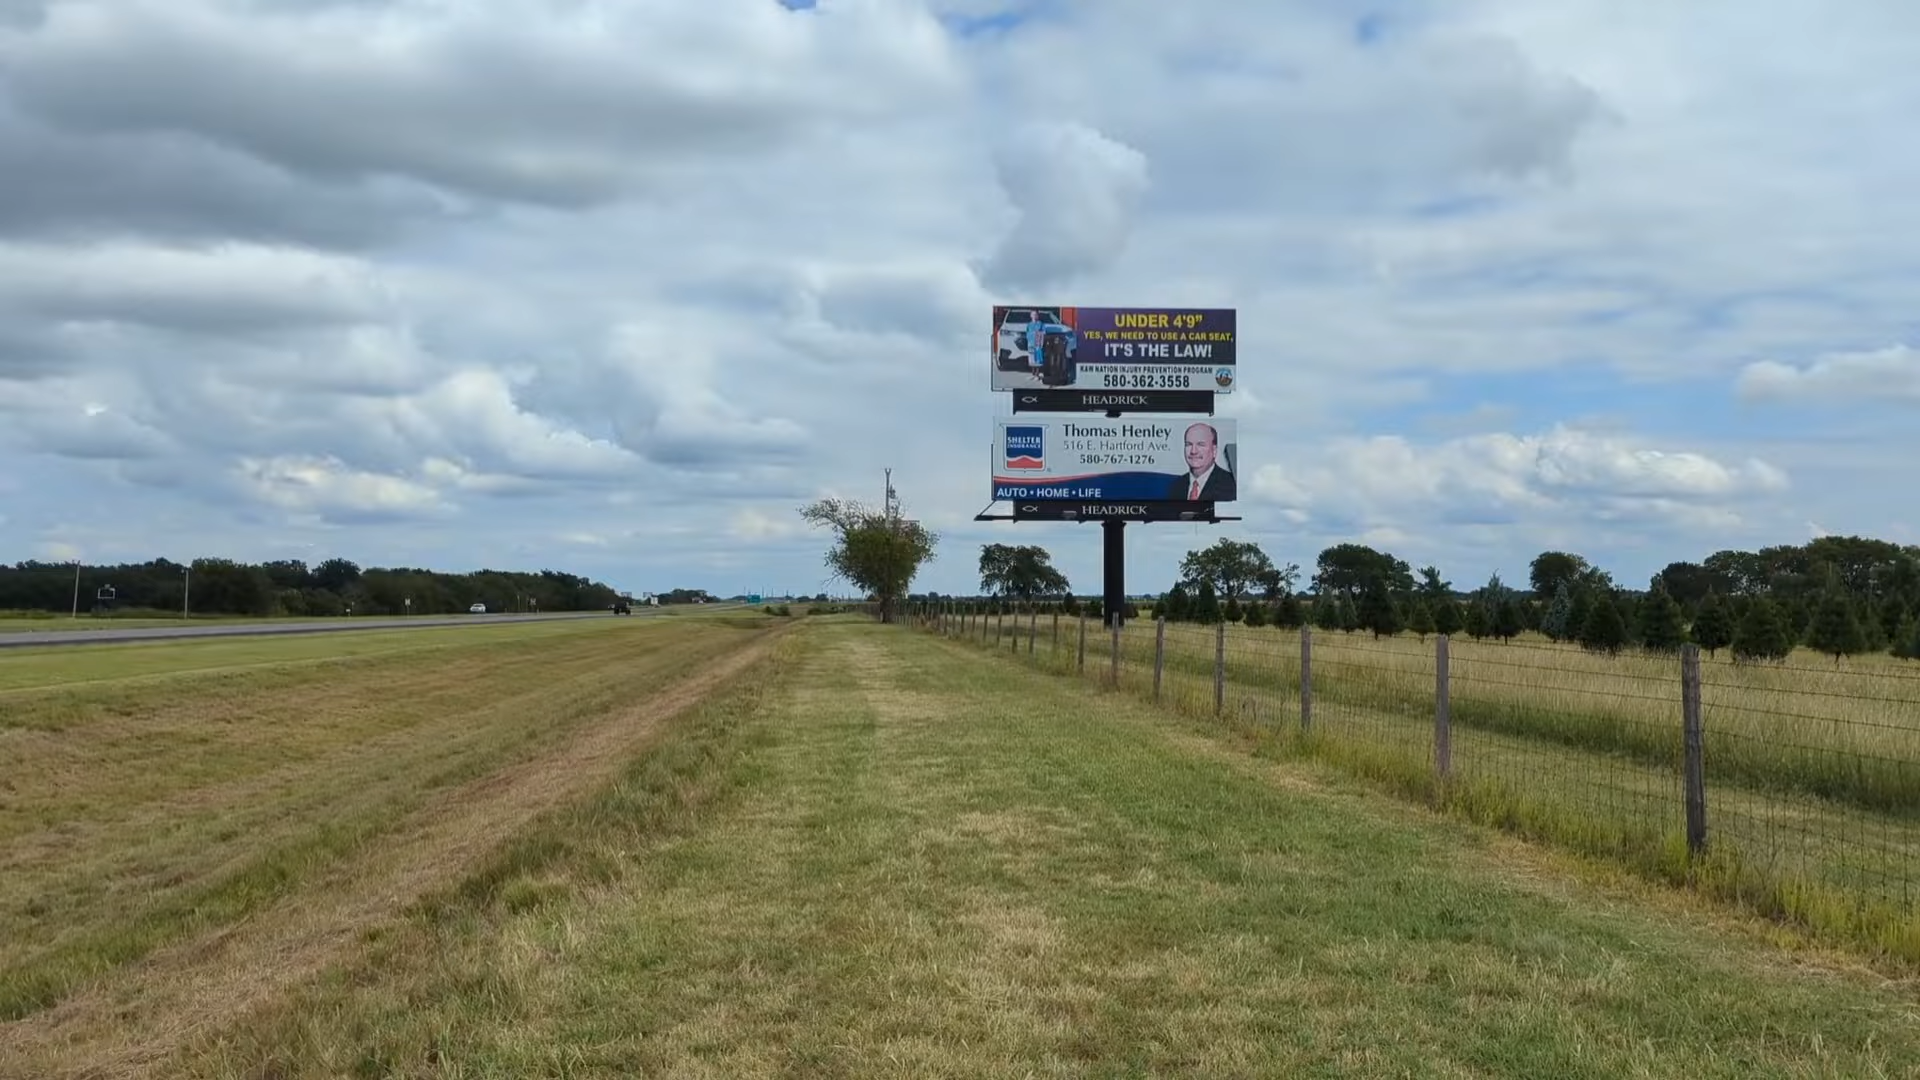 UNDER 4'9"
YES, WE NEED TO USE A CAR SEAT,
IT'S THE LAW!
KAW NATION INJURY PREVENTION PROGRAM
580-362-3558
HEADRICK
SHELTER
INSURANCE
Thomas Henley
516 E. Hartford Ave.
580-767-1276
AUTO • HOME • LIFE
HEADRICK